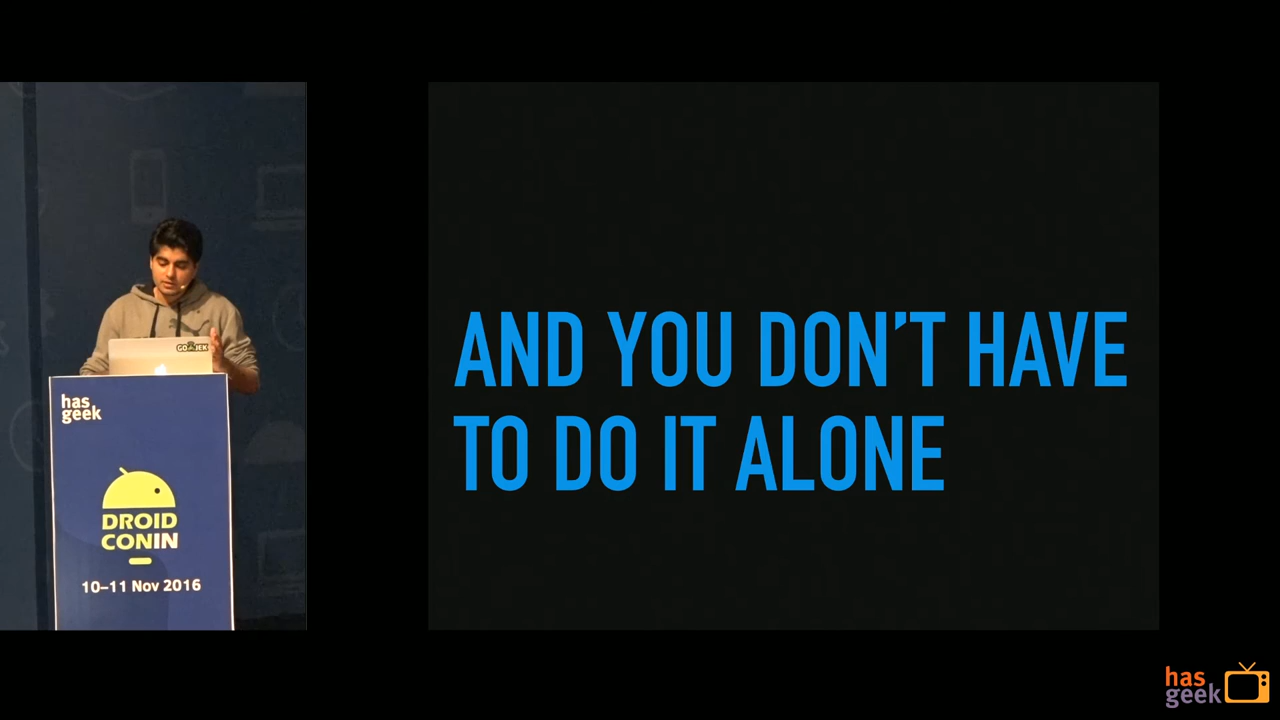 AND YOU DON'T HAVE
TO DO IT ALONE
GO JEK
has
geek
DROID
CONIN
10–11 Nov 2016
has
geek